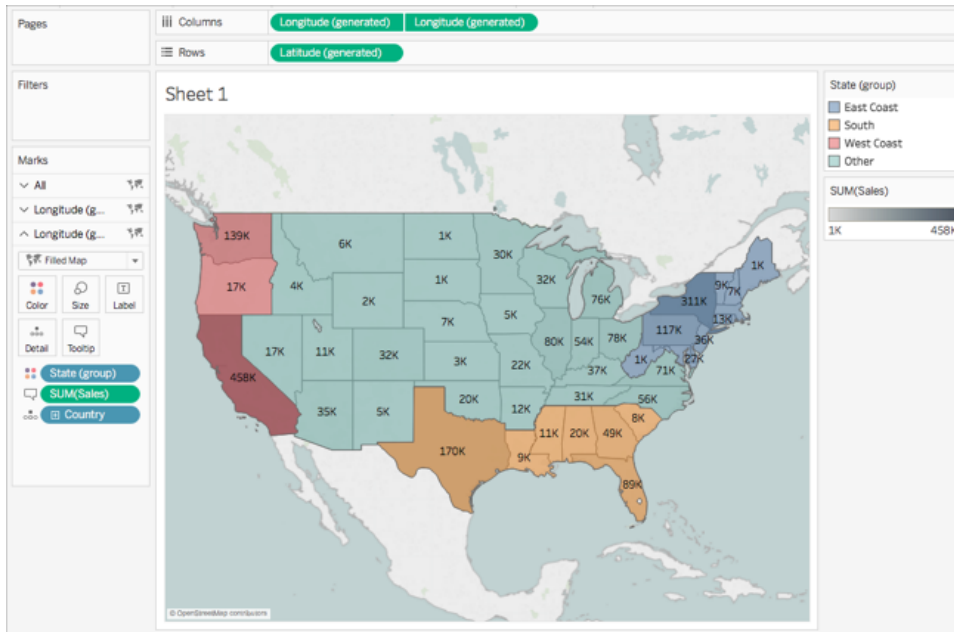 Pages
Columns
Longitude (generated) Longitude (generated)
Rows
Latitude (generated)
Filters
Marks
All
Longitude (g...
Longitude (g...
Filled Map
Color Size Label
Detail Tooltip
State (group)
SUM(Sales)
Country
Sheet 1
139K
6K
1K
30K
1K
17K
4K
32K
9K
7K
1K
76K
311K
2K
5K
13K
7K
117K
36K
17K
11K
80K
54K
78K
27K
32K
3K
22K
1K
37K
71K
458K
31K
56K
35K
5K
20K
12K
8K
11K
20K
49K
170K
9K
89K
© OpenStreetMap contributors
State (group)
East Coast
South
West Coast
Other
SUM(Sales)
1K 458K